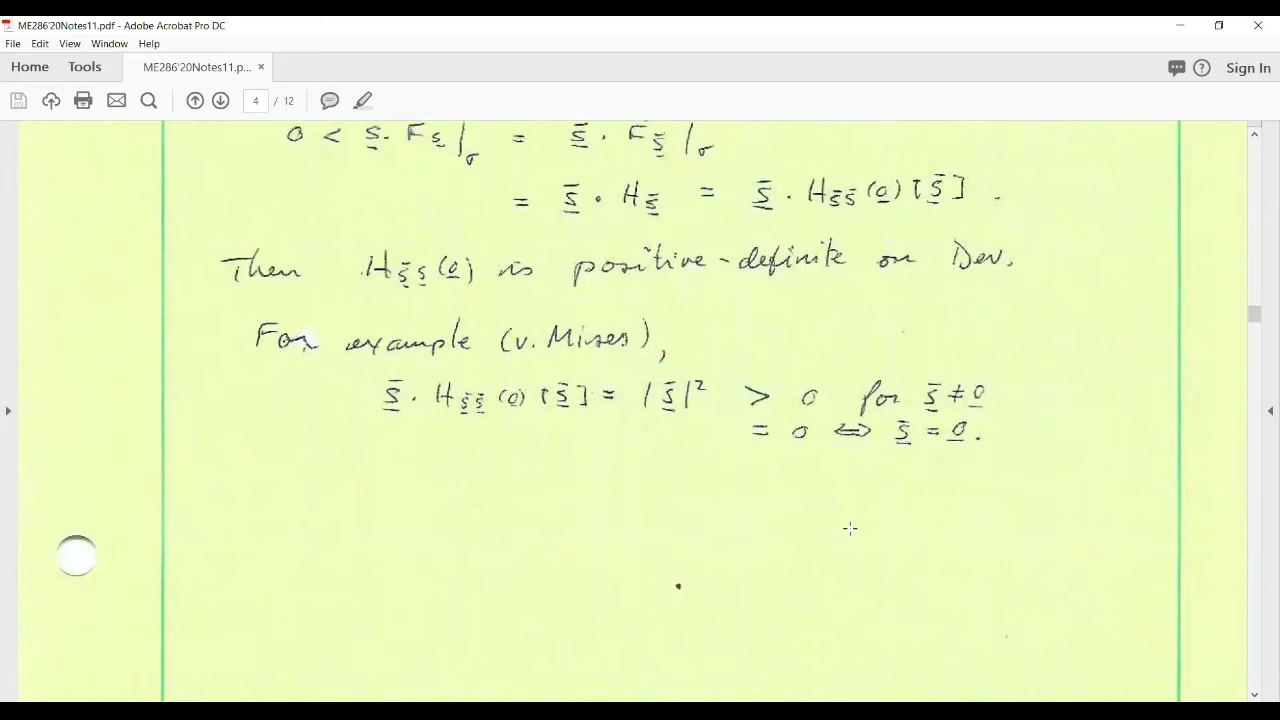 ME286'20Notes11.pdf - Adobe Acrobat Pro DC
File Edit View Window Help
Home Tools ME286'20Notes11.p... × ? Sign In
4 / 12
0 < S̲ · F_S̲ |_σ = S̲̄ · F_S̲̄ |_σ
= S̲̄ · H_S̲̄ = S̲̄ · H_S̲̄S̲̄(0̲)[S̲̄] .
Then H_S̲̄S̲(0̲) is positive-definite on Dev.
For example (v. Mises),
S̲̄ · H_S̲̄S̲̄(0̲)[S̲̄] = |S̲̄|² > 0 for S̲̄ ≠ 0̲
= 0 ⇔ S̲̄ = 0̲.